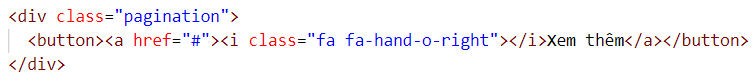 <div class="pagination">
<button><a href="#"><i class="fa fa-hand-o-right"></i>Xem thêm</a></button>
</div>